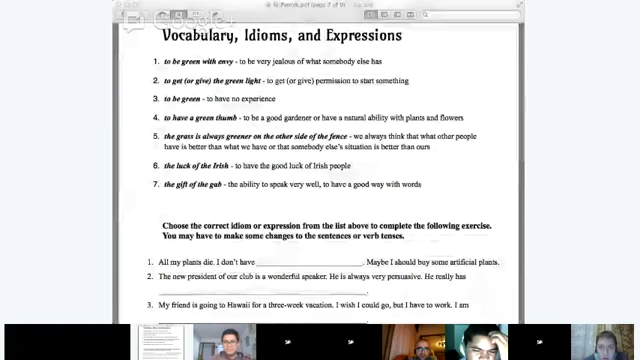 Google+
Vocabulary, Idioms, and Expressions
1. to be green with envy - to be very jealous of what somebody else has
2. to get (or give) the green light - to get (or give) permission to start something
3. to be green - to have no experience
4. to have a green thumb - to be a good gardener or have a natural ability with plants and flowers
5. the grass is always greener on the other side of the fence - we always think that what other people
have is better than what we have or that somebody else's situation is better than ours
6. the luck of the Irish - to have the good luck of Irish people
7. the gift of the gab - the ability to speak very well, to have a good way with words
Choose the correct idiom or expression from the list above to complete the following exercise.
You may have to make some changes to the sentences or verb tenses.
1. All my plants die. I don't have ____________________. Maybe I should buy some artificial plants.
2. The new president of our club is a wonderful speaker. He is always very persuasive. He really has
____________________.
3. My friend is going to Hawaii for a three-week vacation. I wish I could go, but I have to work. I am
____________________.